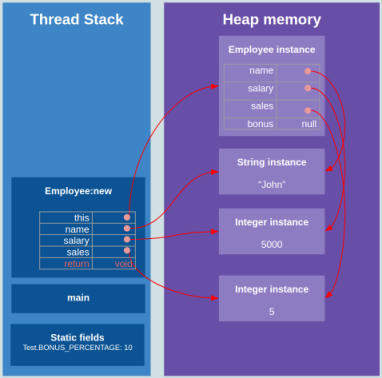 Thread Stack
Employee:new
this
name
salary
sales
return void
main
Static fields
Test.BONUS_PERCENTAGE: 10
Heap memory
Employee instance
name
salary
sales
bonus null
String instance
"John"
Integer instance
5000
Integer instance
5